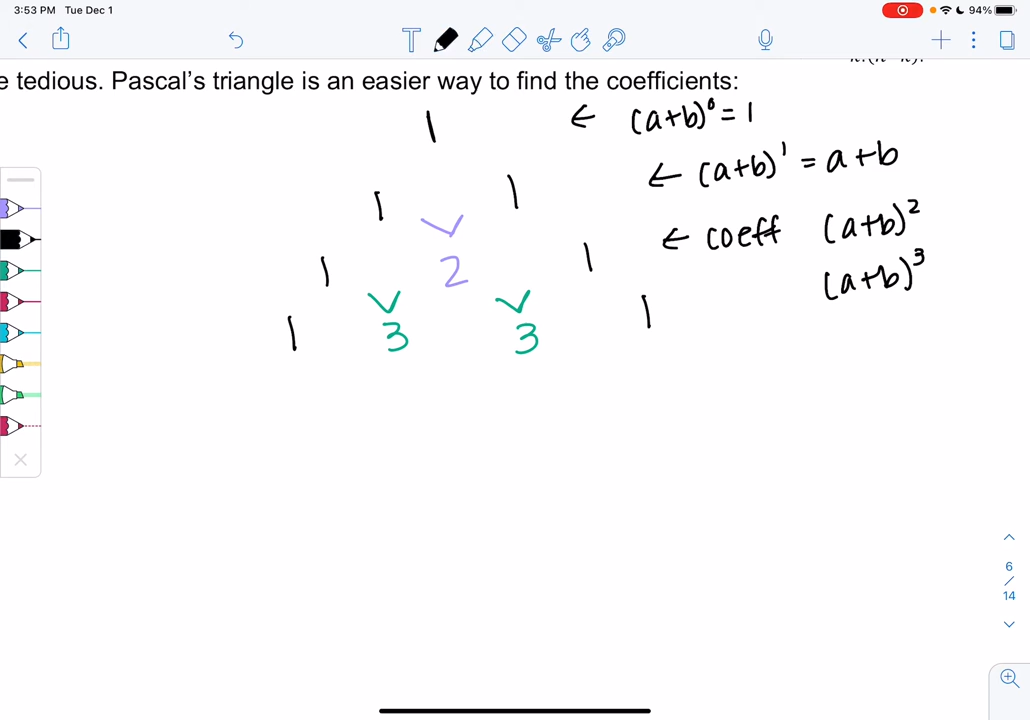 3:53 PM Tue Dec 1
94%
e tedious. Pascal's triangle is an easier way to find the coefficients:
1 ← (a+b)⁰ = 1
1 1 ← (a+b)¹ = a+b
1 2 1 ← coeff (a+b)²
1 3 3 1 (a+b)³
6
/
14